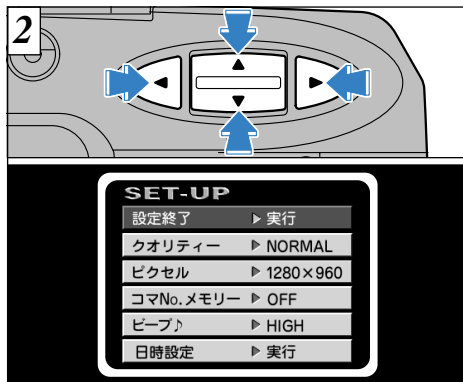 2
SET-UP
設定終了 ▷ 実行
クオリティー ▶ NORMAL
ピクセル ▶ 1280×960
コマNo.メモリー ▶ OFF
ビープ♪ ▶ HIGH
日時設定 ▶ 実行